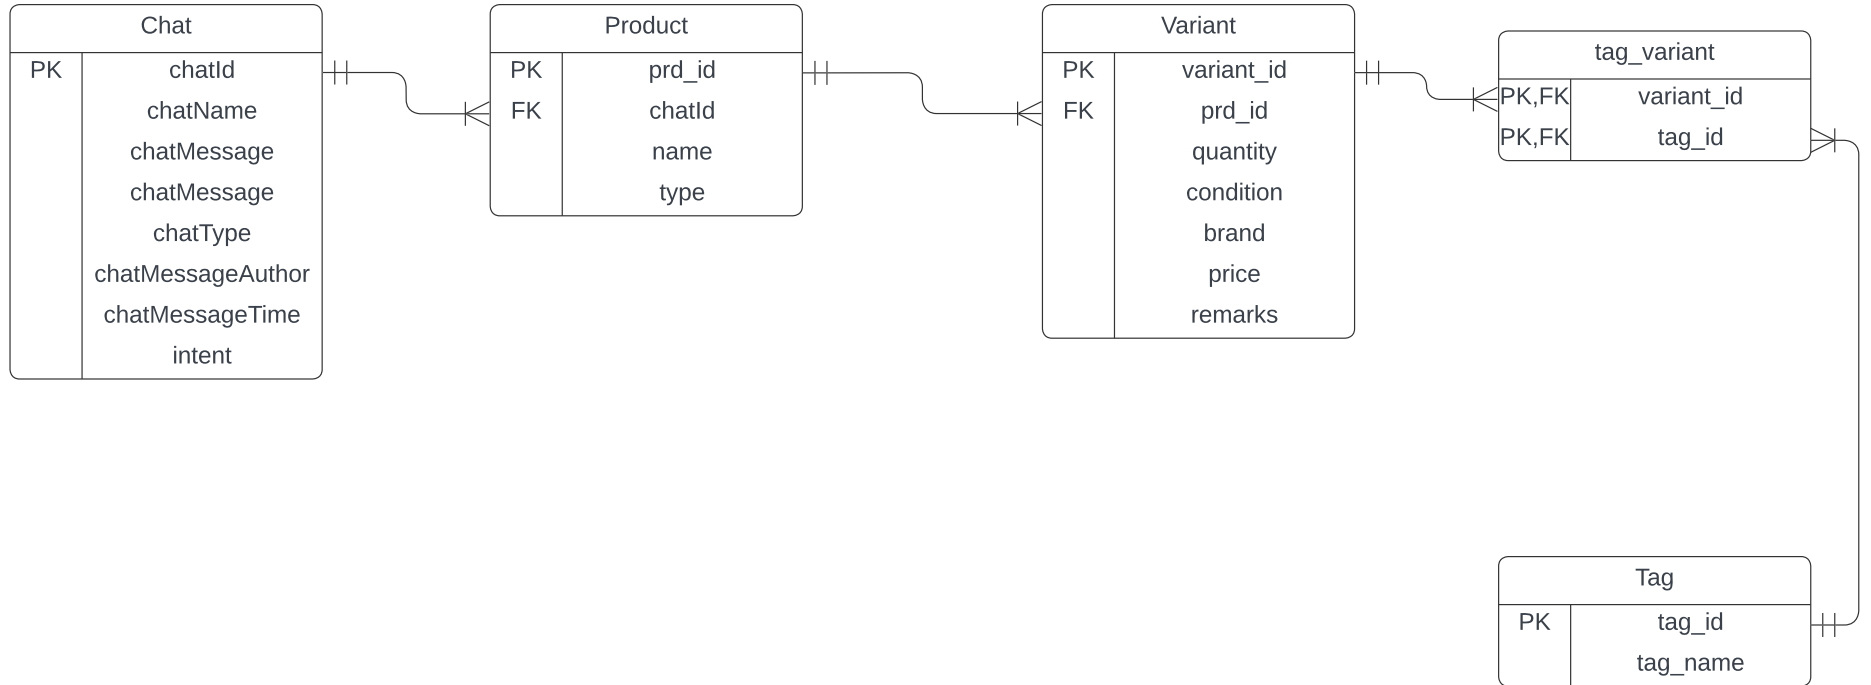 Chat
PK chatId
chatName
chatMessage
chatMessage
chatType
chatMessageAuthor
chatMessageTime
intent
Product
PK prd_id
FK chatId
name
type
Variant
PK variant_id
FK prd_id
quantity
condition
brand
price
remarks
tag_variant
PK,FK variant_id
PK,FK tag_id
Tag
PK tag_id
tag_name